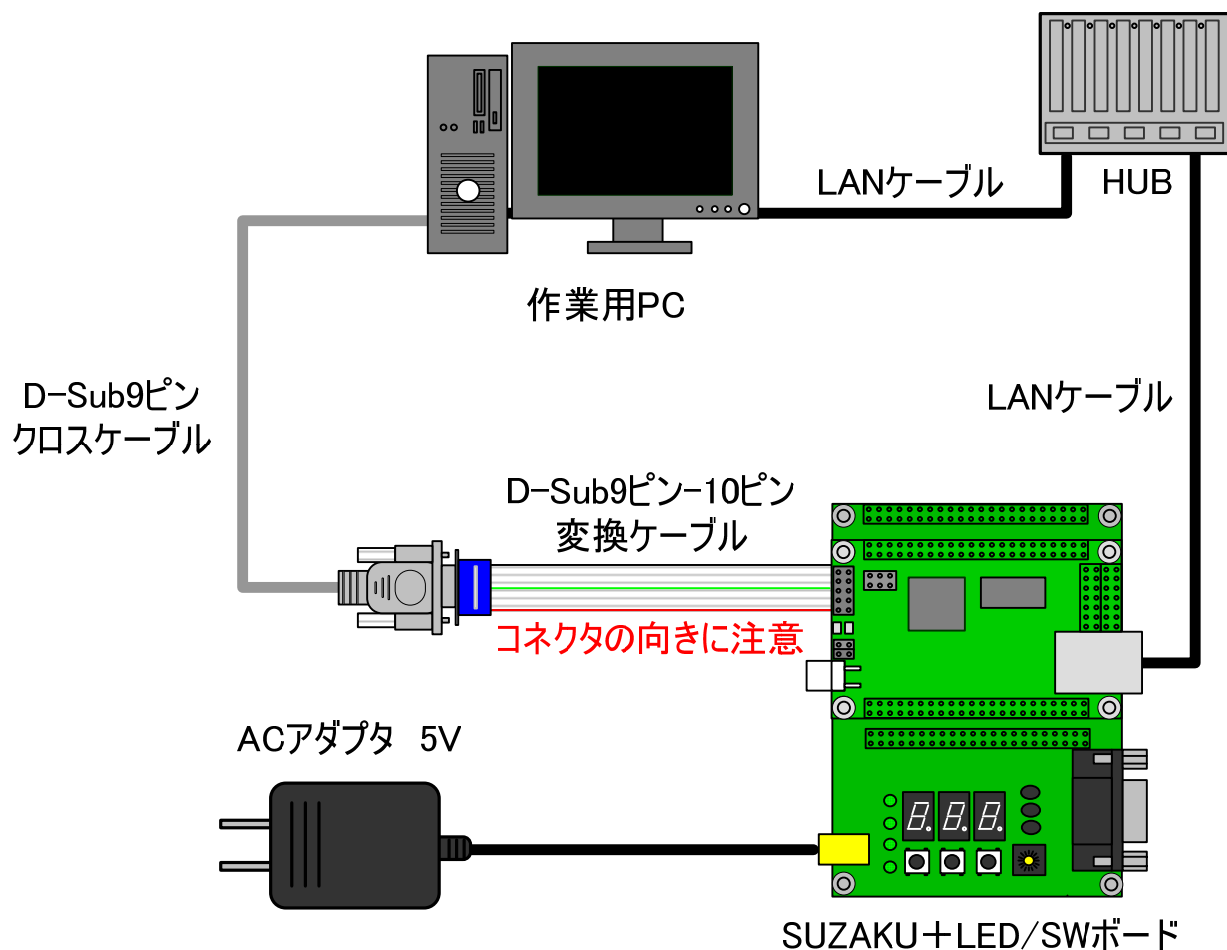 LANケーブル
HUB
作業用PC
D-Sub9ピン
クロスケーブル
LANケーブル
D-Sub9ピン-10ピン
変換ケーブル
コネクタの向きに注意
ACアダプタ 5V
8.8.8.
SUZAKU＋LED/SWボード